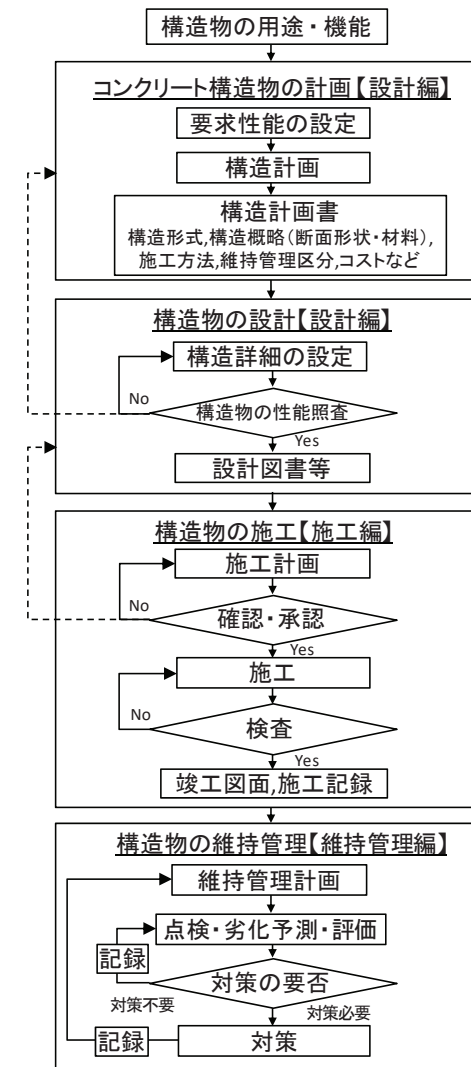 構造物の用途・機能
コンクリート構造物の計画【設計編】
要求性能の設定
構造計画
構造計画書
構造形式,構造概略(断面形状・材料),
施工方法,維持管理区分,コストなど
構造物の設計【設計編】
構造詳細の設定
No
構造物の性能照査
Yes
設計図書等
構造物の施工【施工編】
施工計画
No
確認・承認
Yes
施工
No
検査
Yes
竣工図面,施工記録
構造物の維持管理【維持管理編】
維持管理計画
点検・劣化予測・評価
記録
対策の要否
対策不要
対策必要
記録
対策